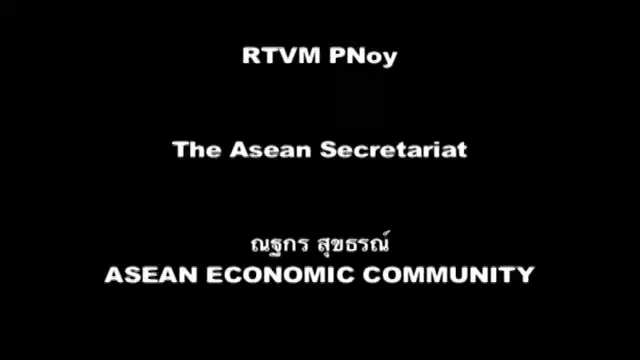 RTVM PNoy
The Asean Secretariat
ณฐกร สุขธรณ์
ASEAN ECONOMIC COMMUNITY